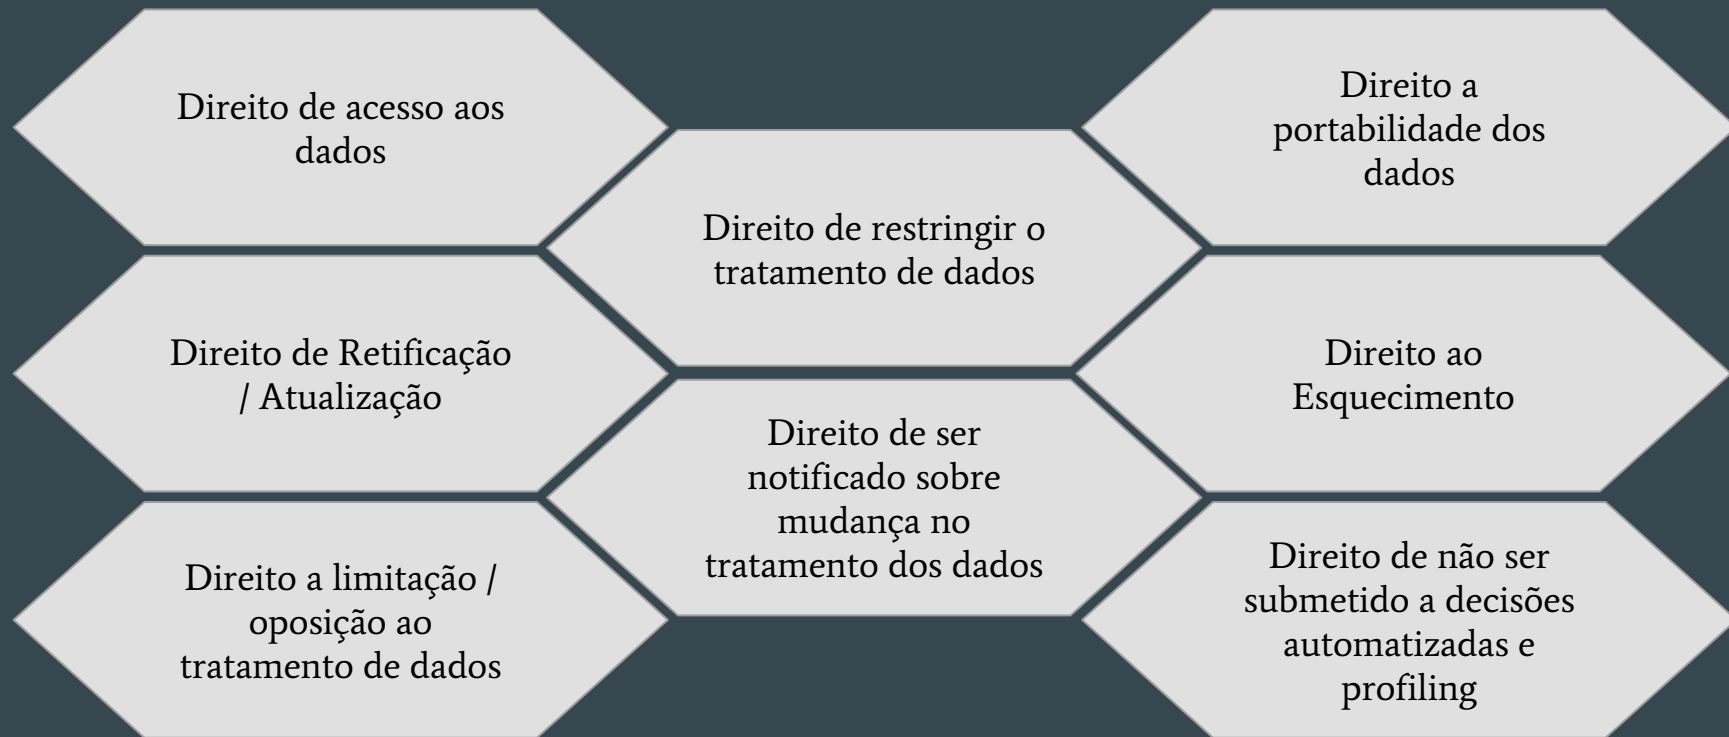 Direito de acesso aos
dados
Direito de Retificação
/ Atualização
Direito a limitação /
oposição ao
tratamento de dados
Direito de restringir o
tratamento de dados
Direito de ser
notificado sobre
mudança no
tratamento dos dados
Direito a
portabilidade dos
dados
Direito ao
Esquecimento
Direito de não ser
submetido a decisões
automatizadas e
profiling